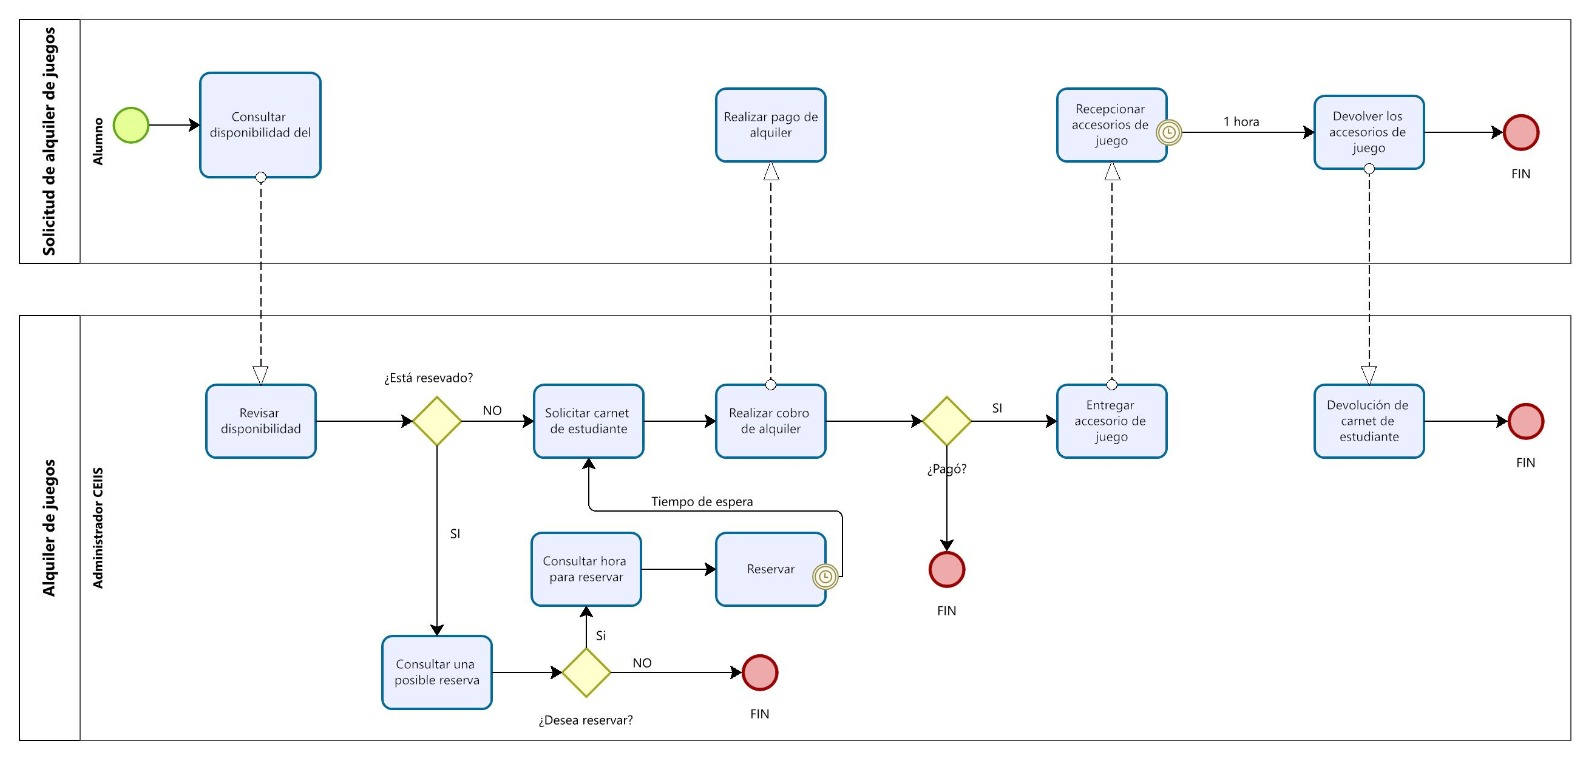 Solicitud de alquiler de juegos
Alumno
Consultar
disponibilidad del
Realizar pago de
alquiler
Recepcionar
accesorios de
juego
1 hora
Devolver los
accesorios de
juego
FIN
Alquiler de juegos
Administrador CEIIS
Revisar
disponibilidad
¿Está resevado?
NO
SI
Solicitar carnet
de estudiante
Realizar cobro
de alquiler
¿Pagó?
SI
Entregar
accesorio de
juego
Devolución de
carnet de
estudiante
FIN
Tiempo de espera
Consultar hora
para reservar
Reservar
FIN
Consultar una
posible reserva
Si
NO
¿Desea reservar?
FIN